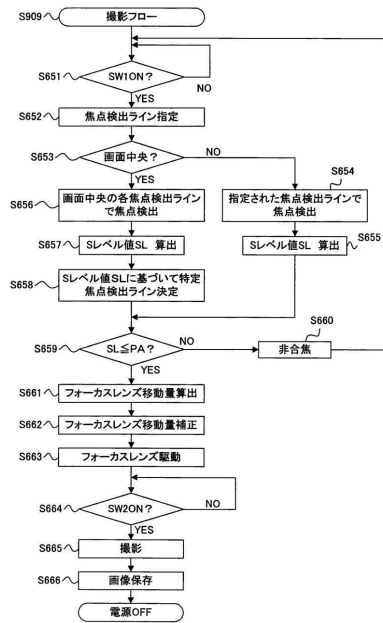 S909 撮影フロー
S651 SW1ON?
NO
YES
S652 焦点検出ライン指定
S653 画面中央?
NO
YES
S654
S656 画面中央の各焦点検出ライン
で焦点検出
指定された焦点検出ラインで
焦点検出
S657 Sレベル値SL 算出
Sレベル値SL 算出 S655
S658 Sレベル値SLに基づいて特定
焦点検出ライン決定
S659 SL≦PA?
NO
S660
非合焦
YES
S661 フォーカスレンズ移動量算出
S662 フォーカスレンズ移動量補正
S663 フォーカスレンズ駆動
S664 SW2ON?
NO
YES
S665 撮影
S666 画像保存
電源OFF